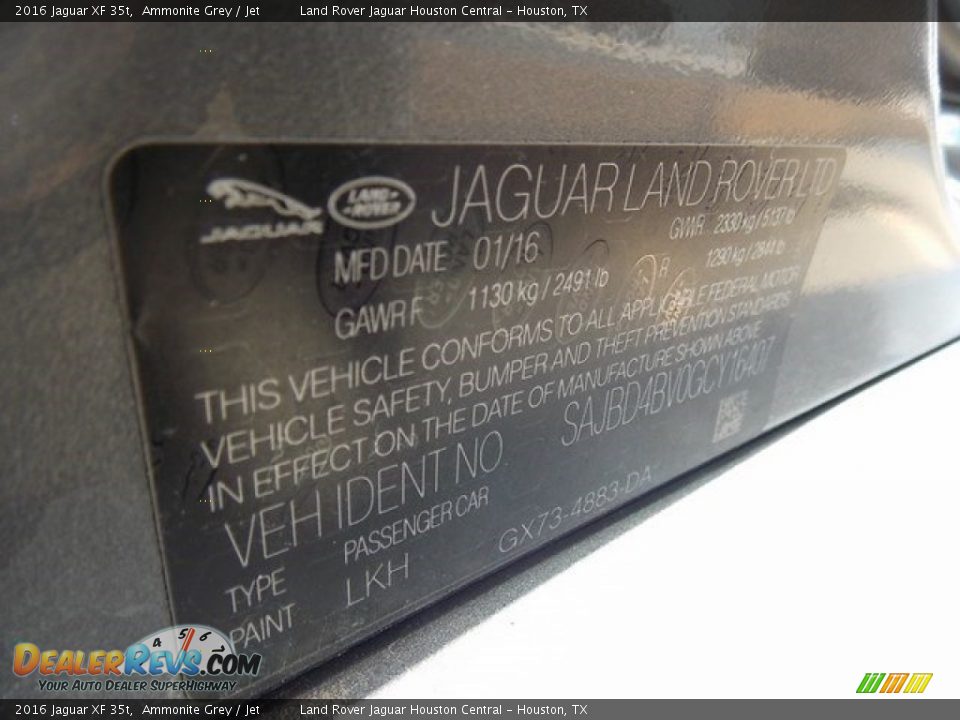 2016 Jaguar XF 35t, Ammonite Grey / Jet Land Rover Jaguar Houston Central - Houston, TX
JAGUAR
LAND ROVER
JAGUAR LAND ROVER LTD
MFD DATE 01/16 GWR 2330 kg / 5137 lb
GAWR F 1130 kg / 2491 lb R 1290 kg / 2844 lb
THIS VEHICLE CONFORMS TO ALL APPLICABLE FEDERAL MOTOR
VEHICLE SAFETY, BUMPER AND THEFT PREVENTION STANDARDS
IN EFFECT ON THE DATE OF MANUFACTURE SHOWN ABOVE
VEH IDENT NO SAJBD4BV0GCY16407
TYPE PASSENGER CAR
PAINT LKH GX73-4883-DA
4 5 6
DEALERREVS.COM
YOUR AUTO DEALER SUPERHIGHWAY
2016 Jaguar XF 35t, Ammonite Grey / Jet Land Rover Jaguar Houston Central - Houston, TX